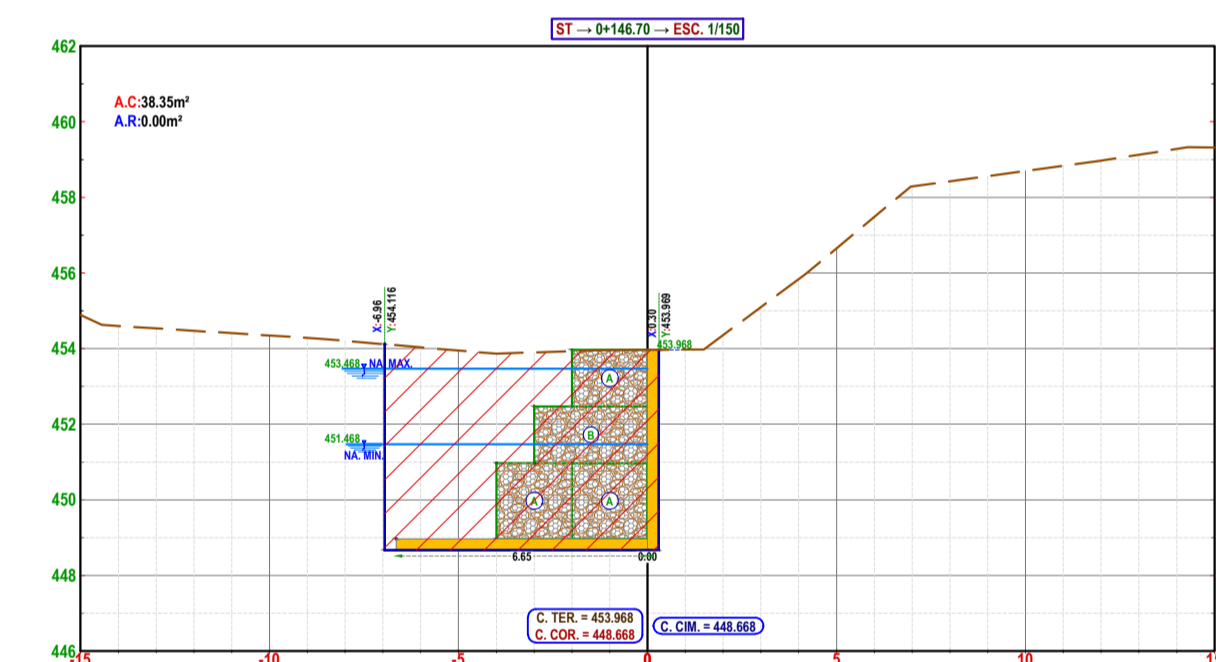 ST → 0+146.70 → ESC. 1/150
462
A.C:38.35m²
A.R:0.00m²
460
458
456
X:-6.96
Y:454.116
X:0.30
Y:453.969
453.968
454
453.468
NA. MAX.
A
452
B
451.468
NA. MIN.
450
A
A
6.65
0.00
448
C. TER. = 453.968
C. COR. = 448.668
C. CIM. = 448.668
446
-15
-10
-5
0
5
10